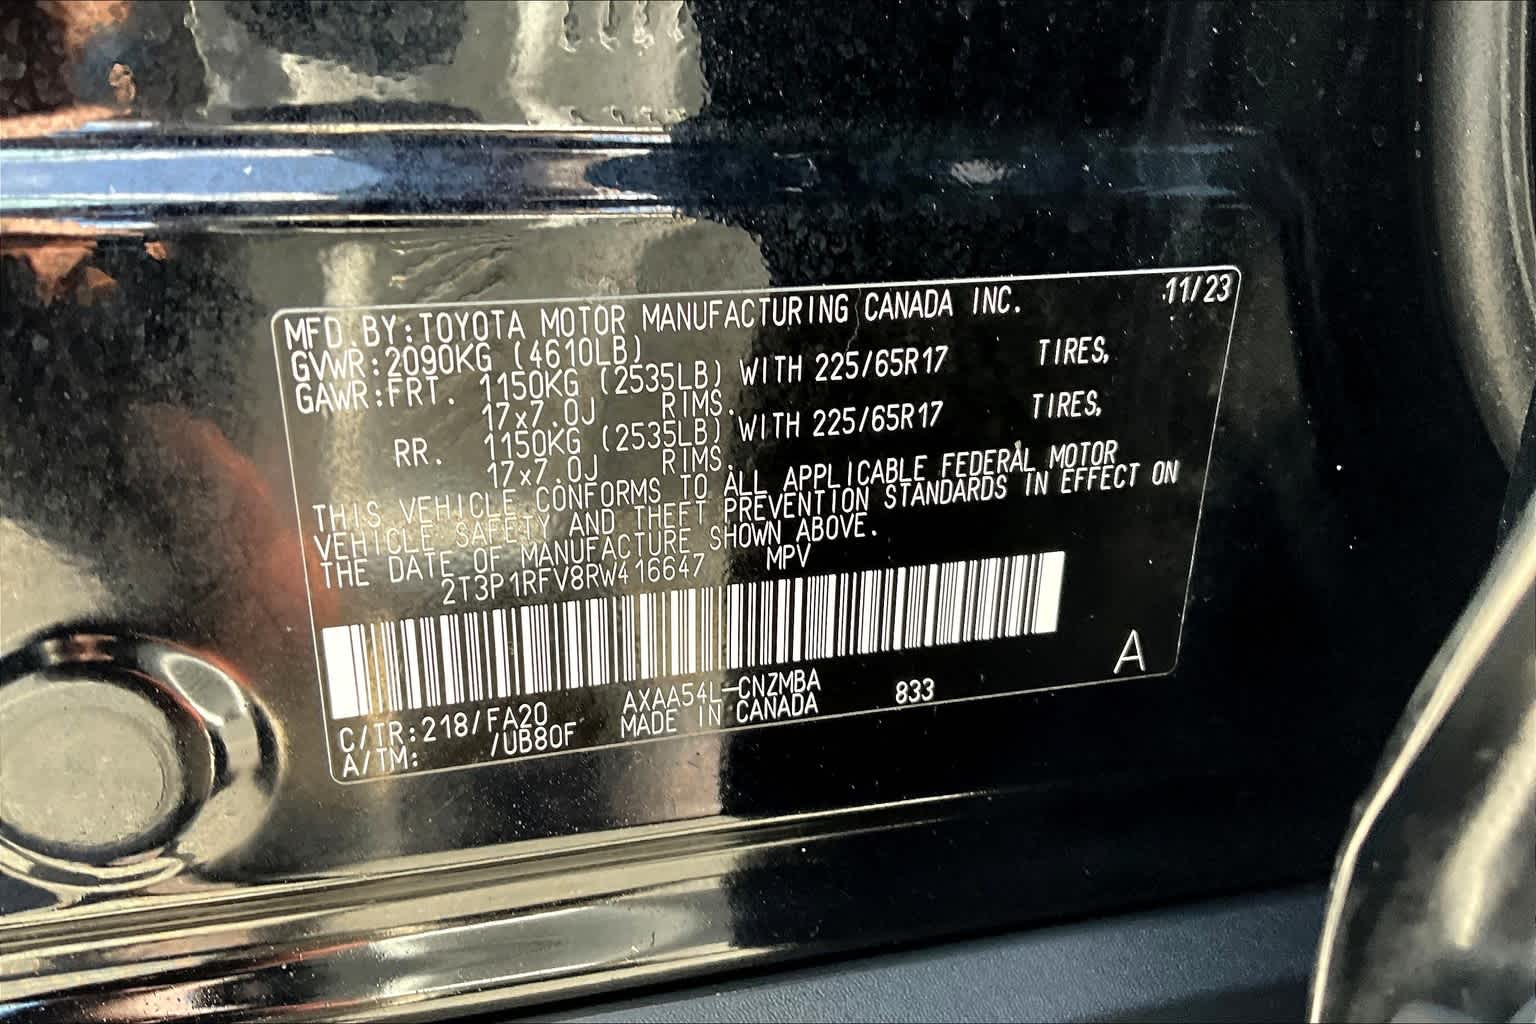 MFD.BY:TOYOTA MOTOR MANUFACTURING CANADA INC. 11/23
GVWR:2090KG (4610LB)
GAWR:FRT. 1150KG (2535LB) WITH 225/65R17 TIRES,
17x7.0J RIMS.
RR. 1150KG (2535LB) WITH 225/65R17 TIRES,
17x7.0J RIMS.
THIS VEHICLE CONFORMS TO ALL APPLICABLE FEDERAL MOTOR
VEHICLE SAFETY AND THEFT PREVENTION STANDARDS IN EFFECT ON
THE DATE OF MANUFACTURE SHOWN ABOVE.
2T3P1RFV8RW416647 MPV
A
C/TR:218/FA20 AXAA54L-CNZMBA 833
A/TM: /UB80F MADE IN CANADA